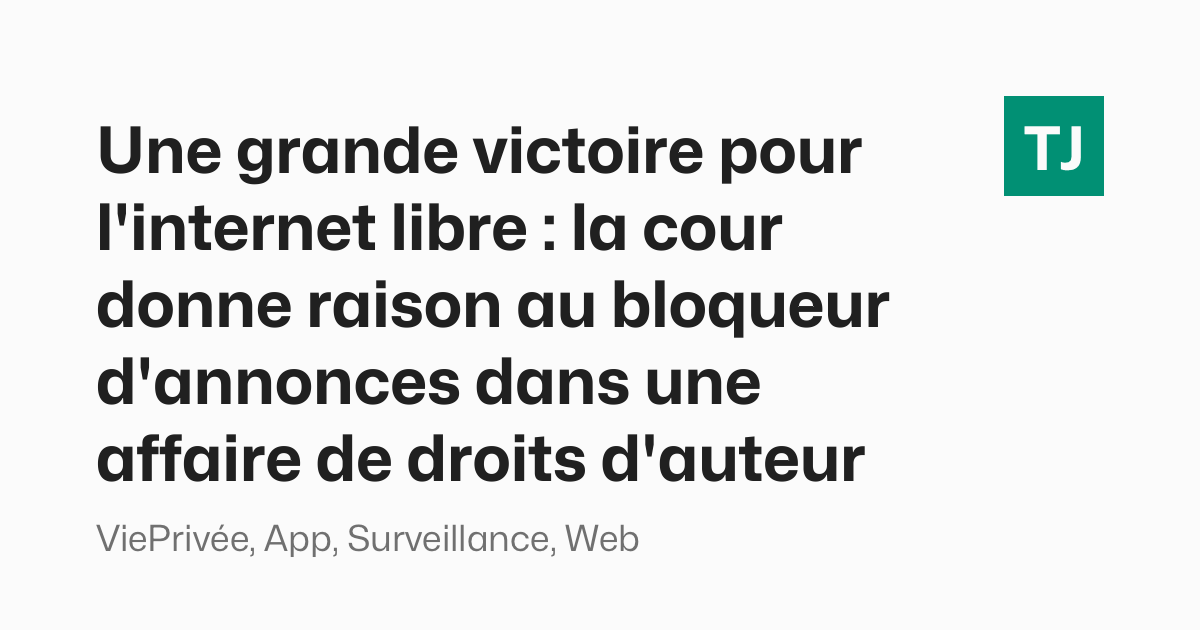 Une grande victoire pour
l'internet libre : la cour
donne raison au bloqueur
d'annonces dans une
affaire de droits d'auteur
TJ
ViePrivée, App, Surveillance, Web